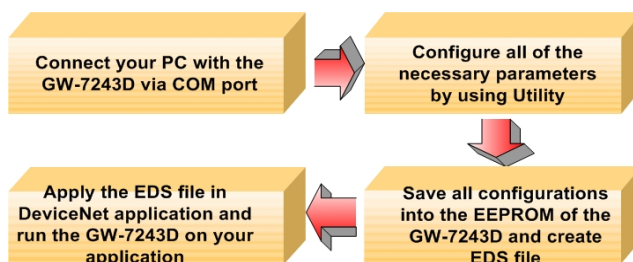 Connect your PC with the
GW-7243D via COM port
Configure all of the
necessary parameters
by using Utility
Save all configurations
into the EEPROM of the
GW-7243D and create
EDS file
Apply the EDS file in
DeviceNet application and
run the GW-7243D on your
application